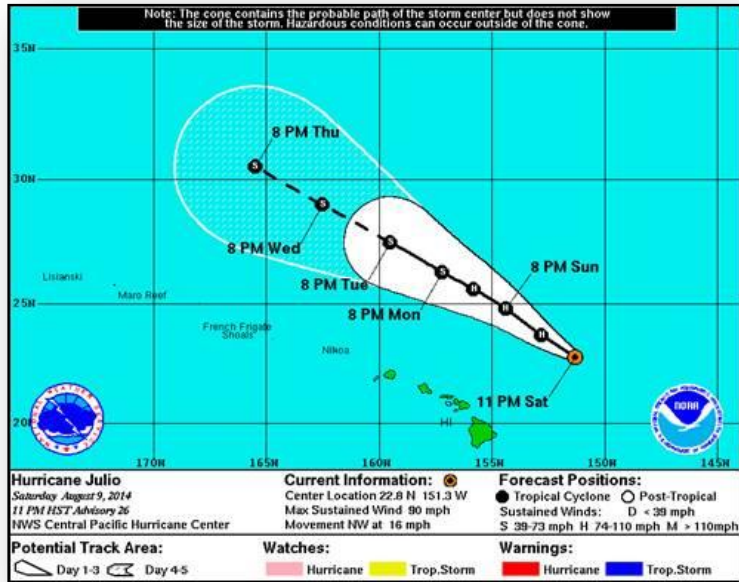 Note: The cone contains the probable path of the storm center but does not show
the size of the storm. Hazardous conditions can occur outside of the cone.
35N
8 PM Thu
30N
8 PM Wed
8 PM Sun
8 PM Tue
Lisianski
Maro Reef
25N
8 PM Mon
French Frigate
Shoals
Nihoa
11 PM Sat
NOAA
HI
20N
170W 165W 160W 155W 150W 145W
Hurricane Julio
Saturday August 9, 2014
11 PM HST Advisory 26
NWS Central Pacific Hurricane Center
Current Information:
Center Location 22.8 N 151.3 W
Max Sustained Wind 90 mph
Movement NW at 16 mph
Forecast Positions:
Tropical Cyclone Post-Tropical
Sustained Winds: D < 39 mph
S 39-73 mph H 74-110 mph M > 110mph
Potential Track Area:
Day 1-3 Day 4-5
Watches:
Hurricane Trop.Storm
Warnings:
Hurricane Trop.Storm
S
S
S
S
H
H
H